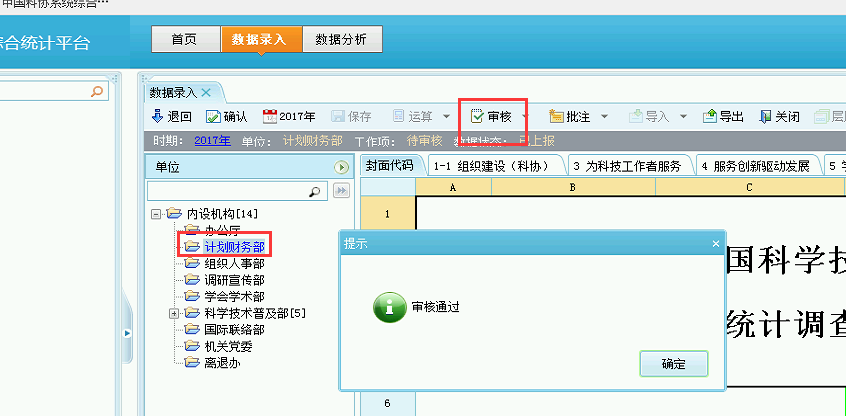 中国科协系统综合…
综合统计平台
首页 数据录入 数据分析
数据录入
退回 确认 2017年 保存 运算 审核 批注 导入 导出 关闭
时期: 2017年 单位: 计划财务部 工作项: 待审核 数据状态: 已上报
单位
封面代码 1-1 组织建设（科协） 3 为科技工作者服务 4 服务创新驱动发展 5
A B C
内设机构[14]
1
办公厅
计划财务部
组织人事部
调研宣传部
学会学术部
科学技术普及部[5]
国际联络部
机关党委
离退办
提示
审核通过
确定
国科学技
统计调查
6